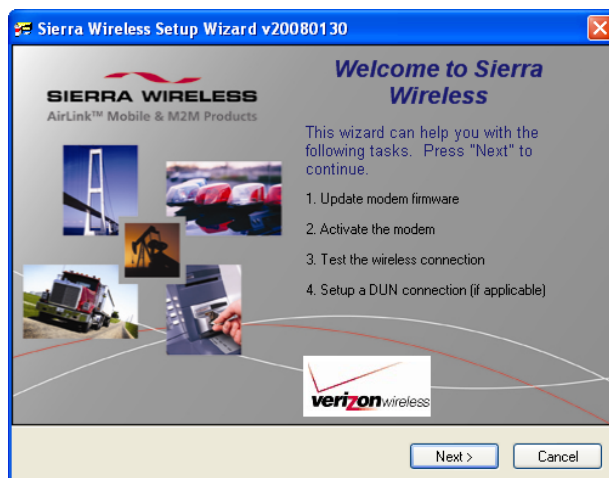 Sierra Wireless Setup Wizard v20080130
SIERRA WIRELESS
AirLink™ Mobile & M2M Products
Welcome to Sierra
Wireless
This wizard can help you with the
following tasks. Press "Next" to
continue.
1. Update modem firmware
2. Activate the modem
3. Test the wireless connection
4. Setup a DUN connection (if applicable)
verizon wireless
Next >
Cancel